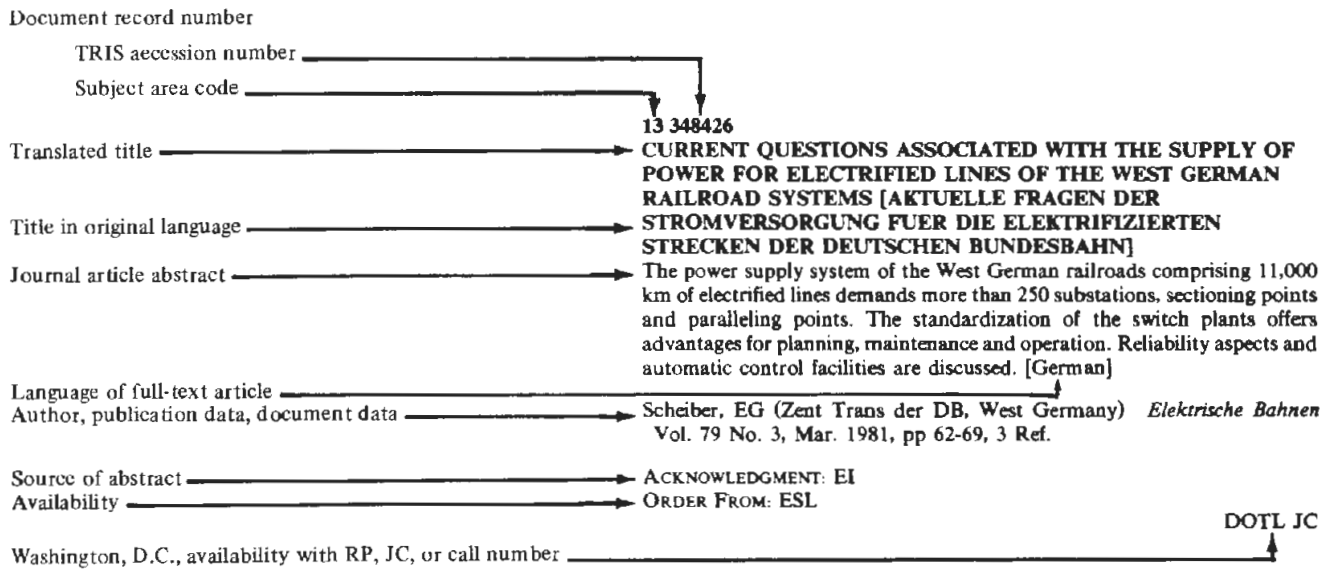 Document record number
TRIS aecession number
Subject area code
13 348426
Translated title
CURRENT QUESTIONS ASSOCIATED WITH THE SUPPLY OF
POWER FOR ELECTRIFIED LINES OF THE WEST GERMAN
RAILROAD SYSTEMS [AKTUELLE FRAGEN DER
Title in original language
STROMVERSORGUNG FUER DIE ELEKTRIFIZIERTEN
STRECKEN DER DEUTSCHEN BUNDESBAHN]
Journal article abstract
The power supply system of the West German railroads comprising 11,000
km of electrified lines demands more than 250 substations, sectioning points
and paralleling points. The standardization of the switch plants offers
advantages for planning, maintenance and operation. Reliability aspects and
automatic control facilities are discussed. [German]
Language of full-text article
Author, publication data, document data
Scheiber, EG (Zent Trans der DB, West Germany) Elektrische Bahnen
Vol. 79 No. 3, Mar. 1981, pp 62-69, 3 Ref.
Source of abstract
ACKNOWLEDGMENT: EI
Availability
ORDER FROM: ESL
DOTL JC
Washington, D.C., availability with RP, JC, or call number